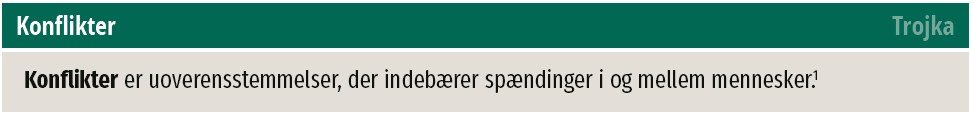 Konflikter Trojka
Konflikter er uoverensstemmelser, der indebærer spændinger i og mellem mennesker.¹